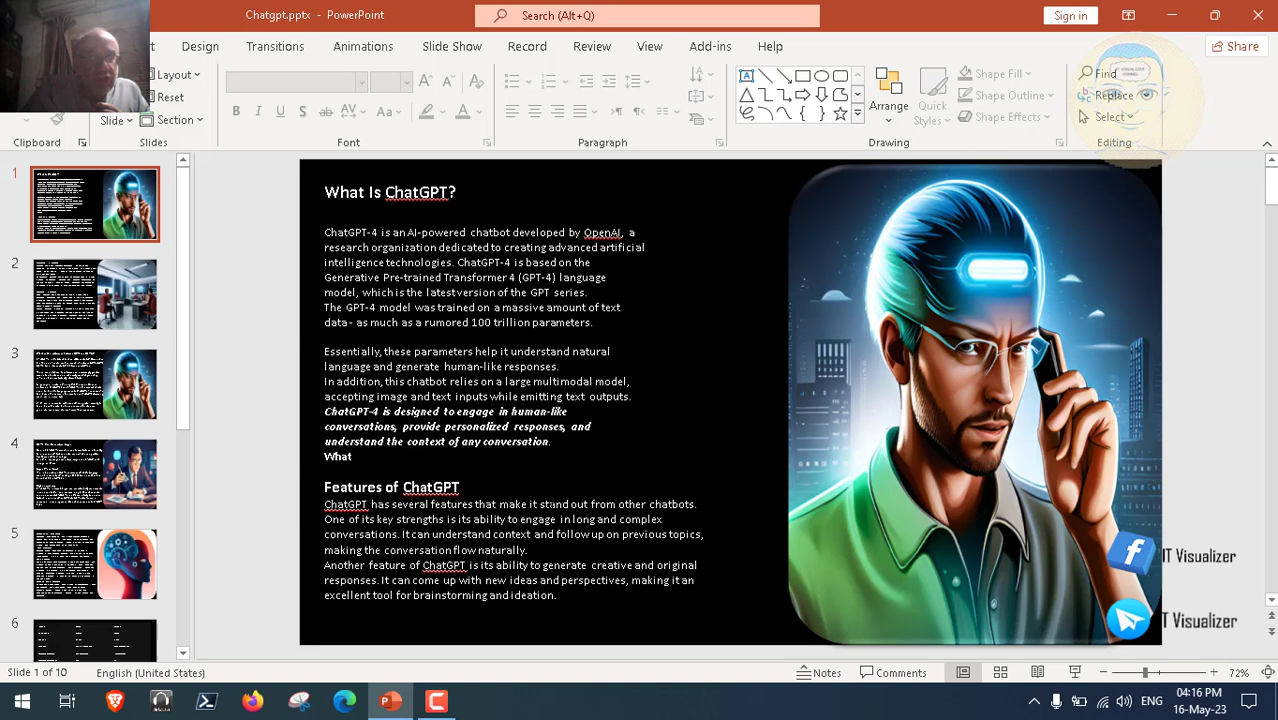 Chatgpt.pptx - PowerPoint
Search (Alt+Q)
Sign in
Design Transitions Animations Slide Show Record Review View Add-ins Help
Share
Layout
Reset
Slide
Section
Shape Fill
Shape Outline
Shape Effects
Arrange
Quick
Styles
Find
Replace
Select
Clipboard Slides Font Paragraph Drawing Editing
1
2
3
4
5
6
What Is ChatGPT?
ChatGPT-4 is an AI-powered chatbot developed by OpenAI, a
research organization dedicated to creating advanced artificial
intelligence technologies. ChatGPT-4 is based on the
Generative Pre-trained Transformer 4 (GPT-4) language
model, which is the latest version of the GPT series.
The GPT-4 model was trained on a massive amount of text
data - as much as a rumored 100 trillion parameters.
Essentially, these parameters help it understand natural
language and generate human-like responses.
In addition, this chatbot relies on a large multimodal model,
accepting image and text inputs while emitting text outputs.
ChatGPT-4 is designed to engage in human-like
conversations, provide personalized responses, and
understand the context of any conversation.
What
Features of ChatGPT
ChatGPT has several features that make it stand out from other chatbots.
One of its key strengths is its ability to engage in long and complex
conversations. It can understand context and follow up on previous topics,
making the conversation flow naturally.
Another feature of ChatGPT is its ability to generate creative and original
responses. It can come up with new ideas and perspectives, making it an
excellent tool for brainstorming and ideation.
IT Visualizer
IT Visualizer
Slide 1 of 10 English (United States)
Notes Comments 72%
ENG
04:16 PM
16-May-23